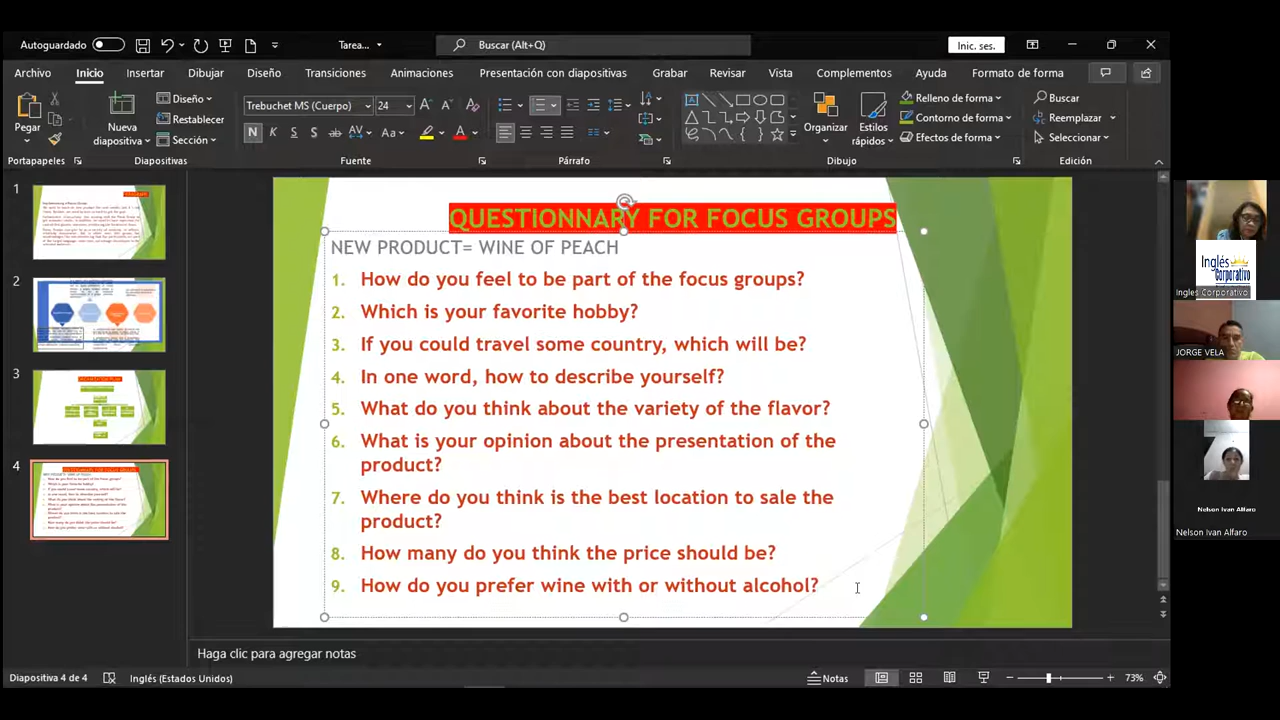 Autoguardado
Tarea...
Buscar (Alt+Q)
Inic. ses.
Archivo Inicio Insertar Dibujar Diseño Transiciones Animaciones Presentación con diapositivas Grabar Revisar Vista Complementos Ayuda Formato de forma
Pegar
Nueva
diapositiva
Diseño
Restablecer
Sección
Trebuchet MS (Cuerpo) 24
N K S S ab AV Aa A
Organizar
Estilos
rápidos
Relleno de forma
Contorno de forma
Efectos de forma
Buscar
Reemplazar
Seleccionar
Portapapeles Diapositivas Fuente Párrafo Dibujo Edición
1
2
3
4
QUESTIONNARY FOR FOCUS GROUPS
NEW PRODUCT= WINE OF PEACH
1. How do you feel to be part of the focus groups?
2. Which is your favorite hobby?
3. If you could travel some country, which will be?
4. In one word, how to describe yourself?
5. What do you think about the variety of the flavor?
6. What is your opinion about the presentation of the
product?
7. Where do you think is the best location to sale the
product?
8. How many do you think the price should be?
9. How do you prefer wine with or without alcohol?
Haga clic para agregar notas
Diapositiva 4 de 4 Inglés (Estados Unidos) Notas 73%
Inglés
Corporativo
Ingles Corporativo
JORGE VELA
Nelson Ivan Alfaro
Nelson Ivan Alfaro